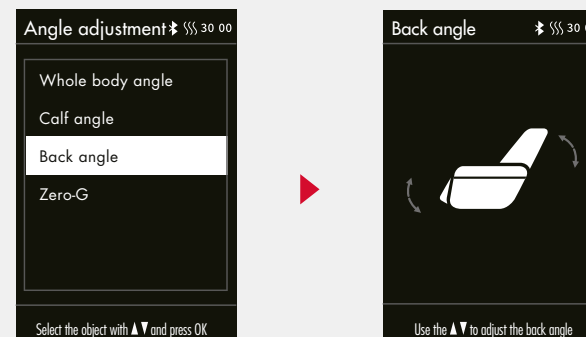 Angle adjustment 30 00
Whole body angle
Calf angle
Back angle
Zero-G
Select the object with ▲▼ and press OK
Back angle 30
Use the ▲▼ to adjust the back angle